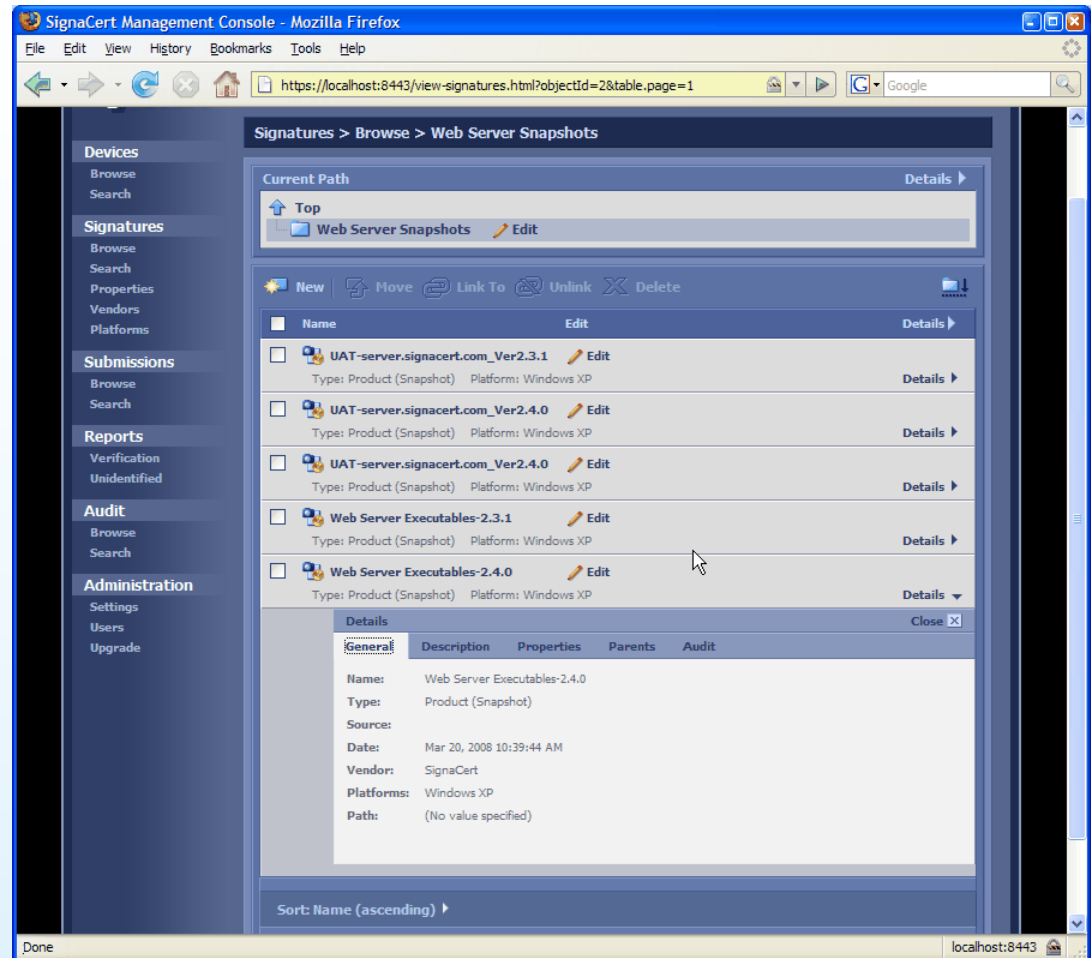 SignaCert Management Console - Mozilla Firefox
File Edit View History Bookmarks Tools Help
https://localhost:8443/view-signatures.html?objectId=2&table.page=1 G Google
Signatures > Browse > Web Server Snapshots
Devices
Browse
Search
Signatures
Browse
Search
Properties
Vendors
Platforms
Submissions
Browse
Search
Reports
Verification
Unidentified
Audit
Browse
Search
Administration
Settings
Users
Upgrade
Current Path Details
Top
Web Server Snapshots Edit
New Move Link To Unlink Delete
Name Edit Details
UAT-server.signacert.com_Ver2.3.1 Edit
Type: Product (Snapshot) Platform: Windows XP Details
UAT-server.signacert.com_Ver2.4.0 Edit
Type: Product (Snapshot) Platform: Windows XP Details
UAT-server.signacert.com_Ver2.4.0 Edit
Type: Product (Snapshot) Platform: Windows XP Details
Web Server Executables-2.3.1 Edit
Type: Product (Snapshot) Platform: Windows XP Details
Web Server Executables-2.4.0 Edit
Type: Product (Snapshot) Platform: Windows XP Details
Details Close
General Description Properties Parents Audit
Name: Web Server Executables-2.4.0
Type: Product (Snapshot)
Source:
Date: Mar 20, 2008 10:39:44 AM
Vendor: SignaCert
Platforms: Windows XP
Path: (No value specified)
Sort: Name (ascending)
Done localhost:8443